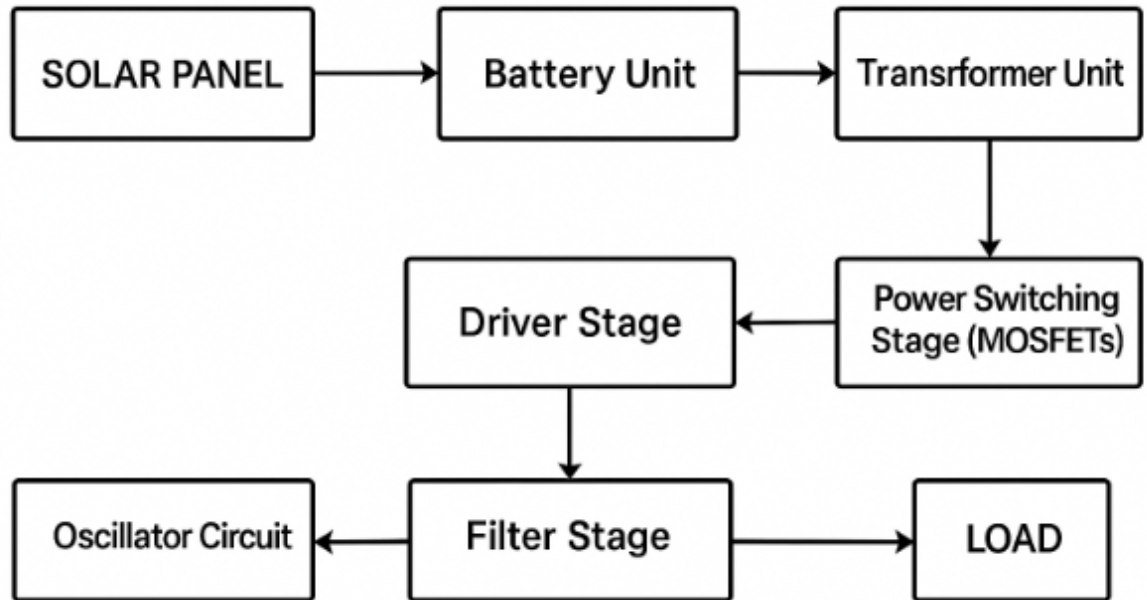 SOLAR PANEL
Battery Unit
Transrformer Unit
Driver Stage
Power Switching
Stage (MOSFETs)
Oscillator Circuit
Filter Stage
LOAD